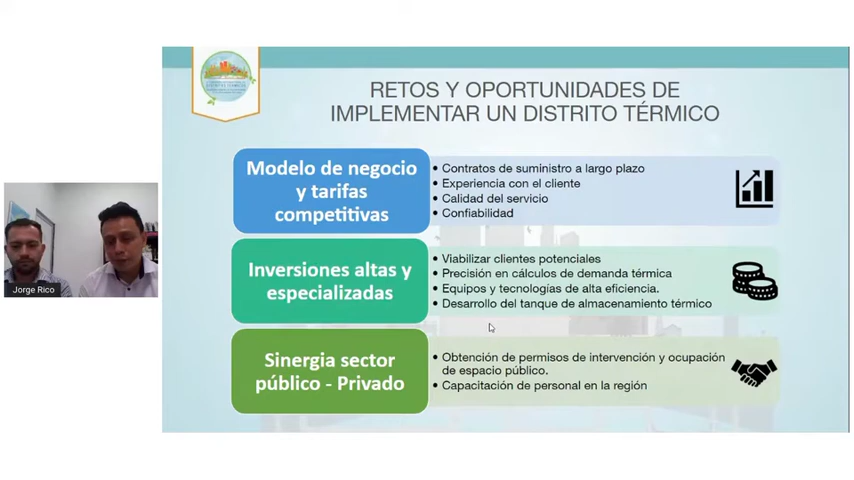 RETOS Y OPORTUNIDADES DE
IMPLEMENTAR UN DISTRITO TÉRMICO
Modelo de negocio
y tarifas
competitivas
• Contratos de suministro a largo plazo
• Experiencia con el cliente
• Calidad del servicio
• Confiabilidad
Inversiones altas y
especializadas
• Viabilizar clientes potenciales
• Precisión en cálculos de demanda térmica
• Equipos y tecnologías de alta eficiencia.
• Desarrollo del tanque de almacenamiento térmico
Sinergia sector
público - Privado
• Obtención de permisos de intervención y ocupación
de espacio público.
• Capacitación de personal en la región
Jorge Rico